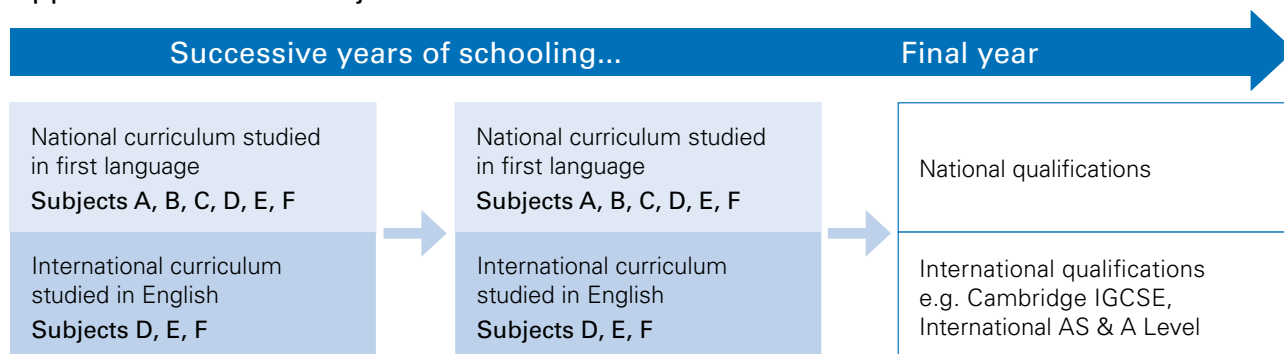 Successive years of schooling...
Final year
National curriculum studied
in first language
Subjects A, B, C, D, E, F
International curriculum
studied in English
Subjects D, E, F
National curriculum studied
in first language
Subjects A, B, C, D, E, F
International curriculum
studied in English
Subjects D, E, F
National qualifications
International qualifications
e.g. Cambridge IGCSE,
International AS & A Level